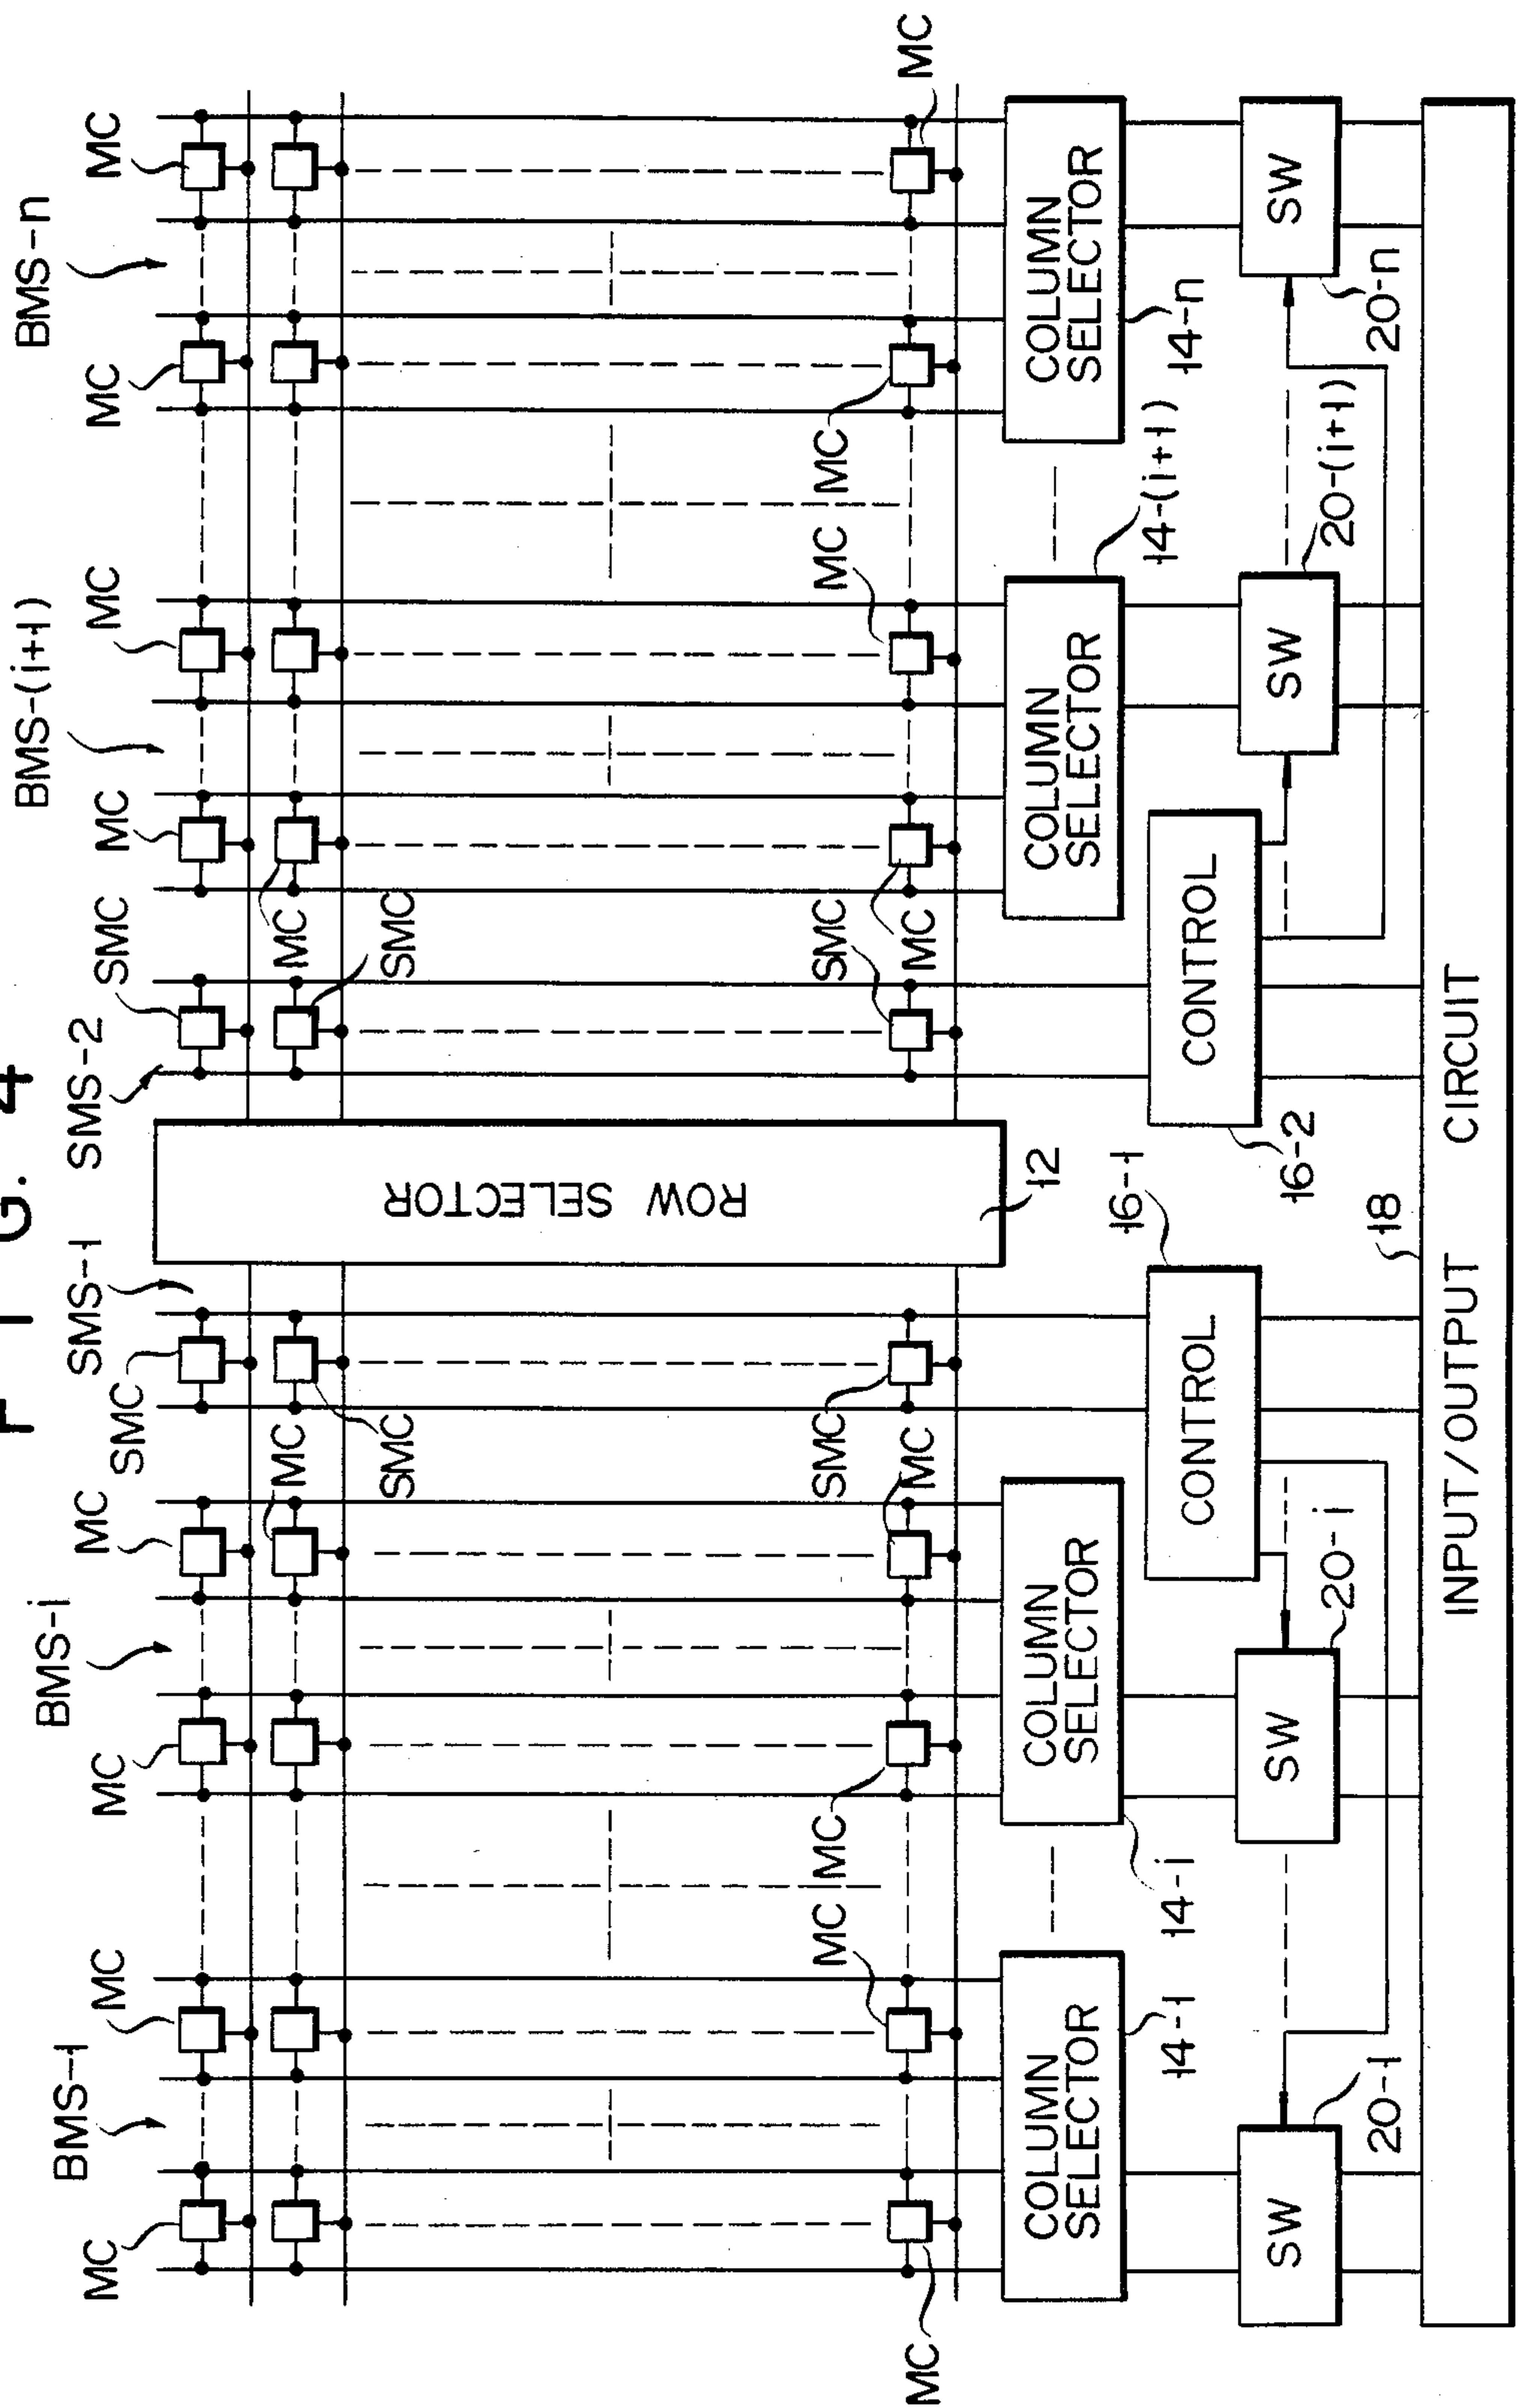 FIG. 4
BMS-1
BMS-i
SMS-1
SMS-2
BMS-(i+1)
BMS-n
MC
MC
MC
MC
SMC
SMC
MC
MC
MC
MC
MC
SMC
SMC
MC
MC
MC
MC
MC
SMC
SMC
MC
MC
MC
MC
ROW SELECTOR
12
COLUMN
SELECTOR
14-1
COLUMN
SELECTOR
14-i
COLUMN
SELECTOR
14-(i+1)
COLUMN
SELECTOR
14-n
CONTROL
16-1
CONTROL
16-2
SW
20-1
SW
20-i
SW
20-(i+1)
SW
20-n
INPUT/OUTPUT CIRCUIT
18